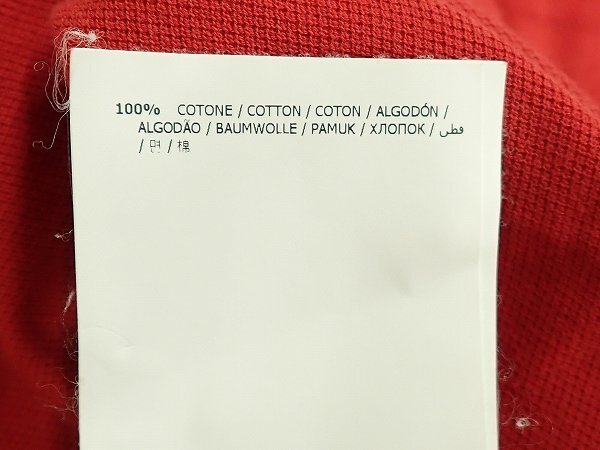 100% COTONE / COTTON / COTON / ALGODÓN /
ALGODÃO / BAUMWOLLE / PAMUK / ХЛОПОК / قطن
/ 면 / 棉